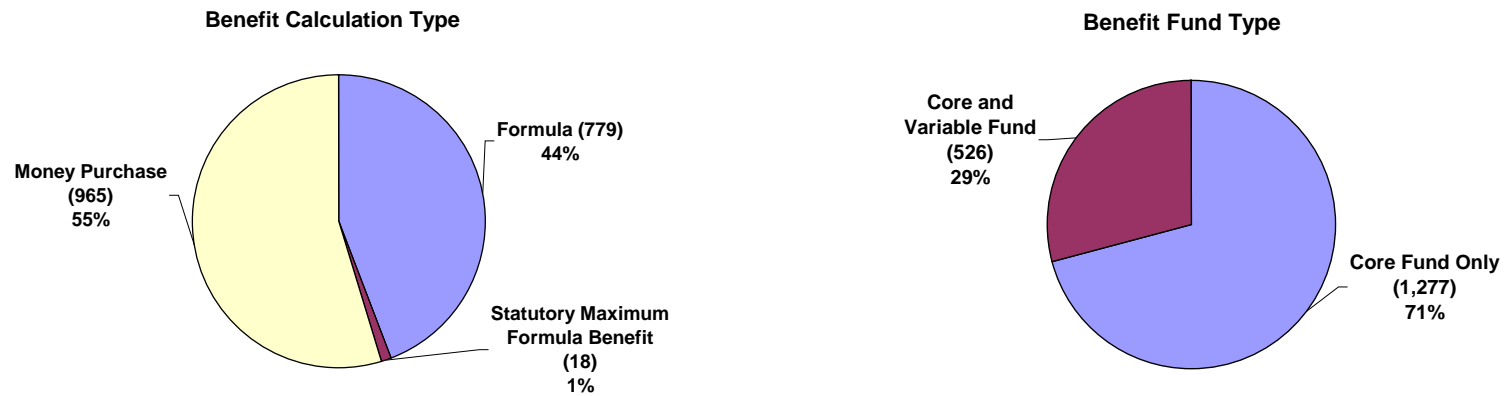 Benefit Calculation Type
Formula (779)
44%
Money Purchase
(965)
55%
Statutory Maximum
Formula Benefit
(18)
1%
Benefit Fund Type
Core and
Variable Fund
(526)
29%
Core Fund Only
(1,277)
71%